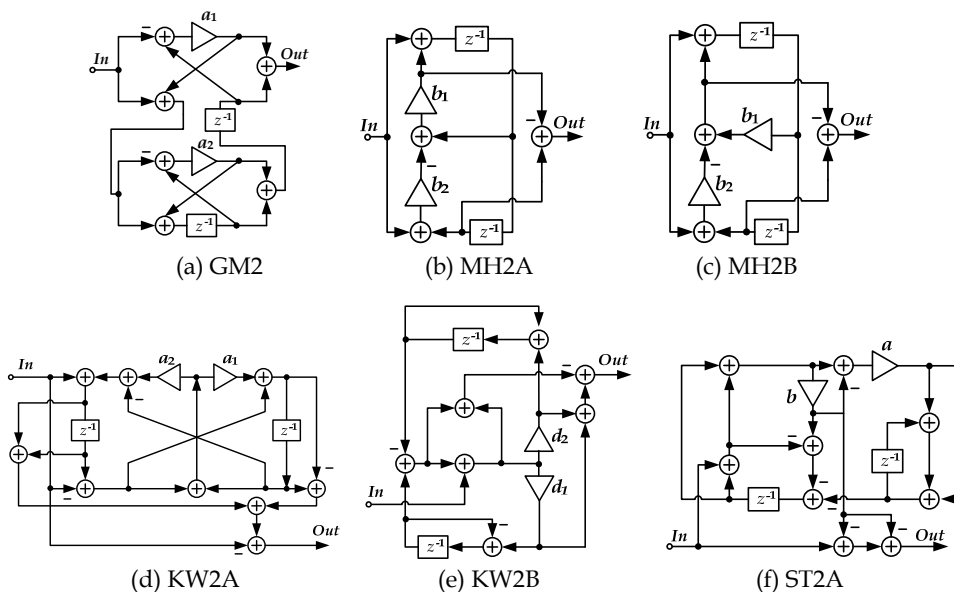 In
−
a1
Out
z-1
−
a2
z-1
(a) GM2
z-1
b1
−
In
Out
−
b2
z-1
(b) MH2A
z-1
b1
−
In
Out
−
b2
z-1
(c) MH2B
In
a2
a1
−
z-1
z-1
−
−
−
Out
(d) KW2A
z-1
−
Out
−
d2
d1
In
−
z-1
(e) KW2B
a
−
b
−
z-1
In
z-1
−
−
−
Out
(f) ST2A